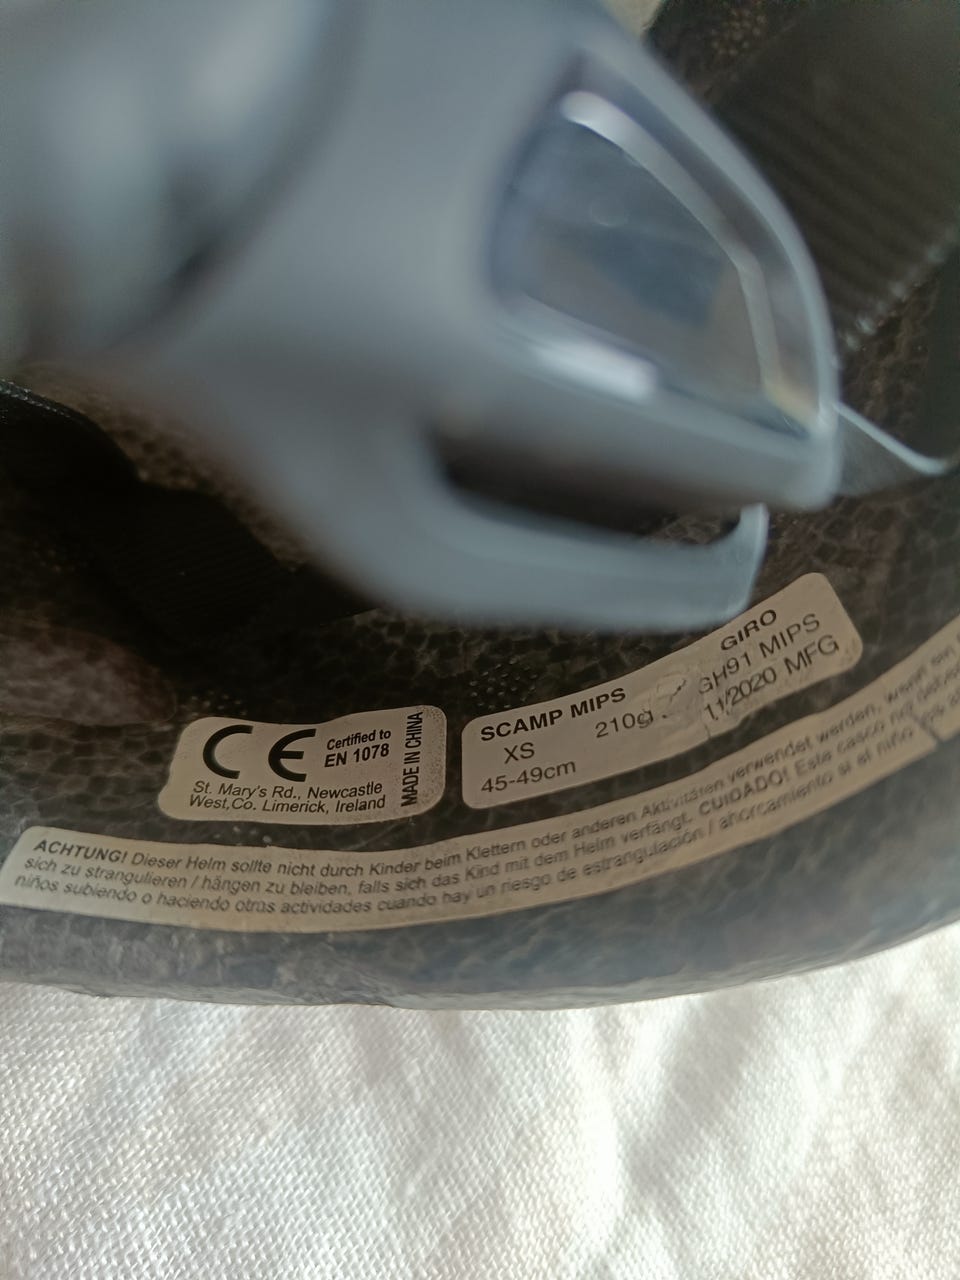 CE
Certified to
EN 1078
MADE IN CHINA
St. Mary's Rd., Newcastle
West,Co. Limerick, Ireland
SCAMP MIPS
XS 210g
45-49cm
GIRO
GH91 MIPS
11/2020 MFG
ACHTUNG! Dieser Helm sollte nicht durch Kinder beim Klettern oder anderen Aktivitäten verwendet werden, wenn ein
sich zu strangulieren / hängen zu bleiben, falls sich das Kind mit dem Helm verfängt. CUIDADO! Este casco no
niños subiendo o haciendo otras actividades cuando hay un riesgo de estrangulación / ahorcamiento si el niño